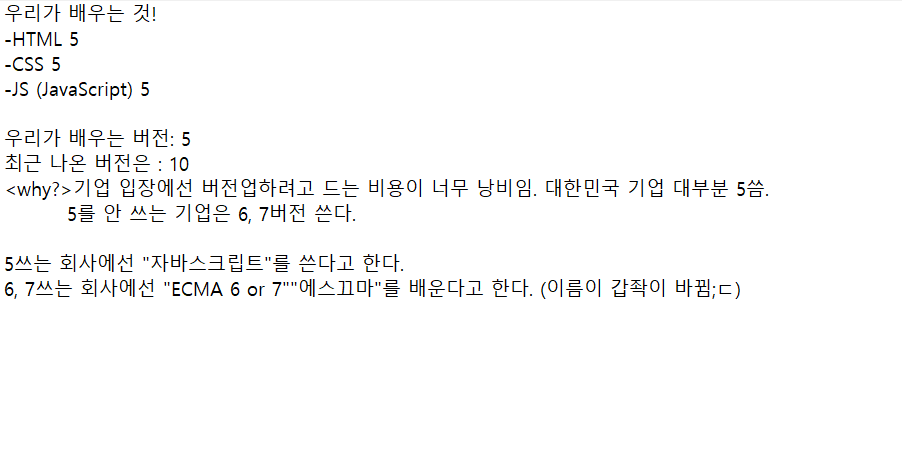 우리가 배우는 것!
-HTML 5
-CSS 5
-JS (JavaScript) 5
우리가 배우는 버전: 5
최근 나온 버전은 : 10
<why?>기업 입장에선 버전업하려고 드는 비용이 너무 낭비임. 대한민국 기업 대부분 5씀.
5를 안 쓰는 기업은 6, 7버전 쓴다.
5쓰는 회사에선 "자바스크립트"를 쓴다고 한다.
6, 7쓰는 회사에선 "ECMA 6 or 7""에스끄마"를 배운다고 한다. (이름이 갑좍이 바뀜;ㄷ)